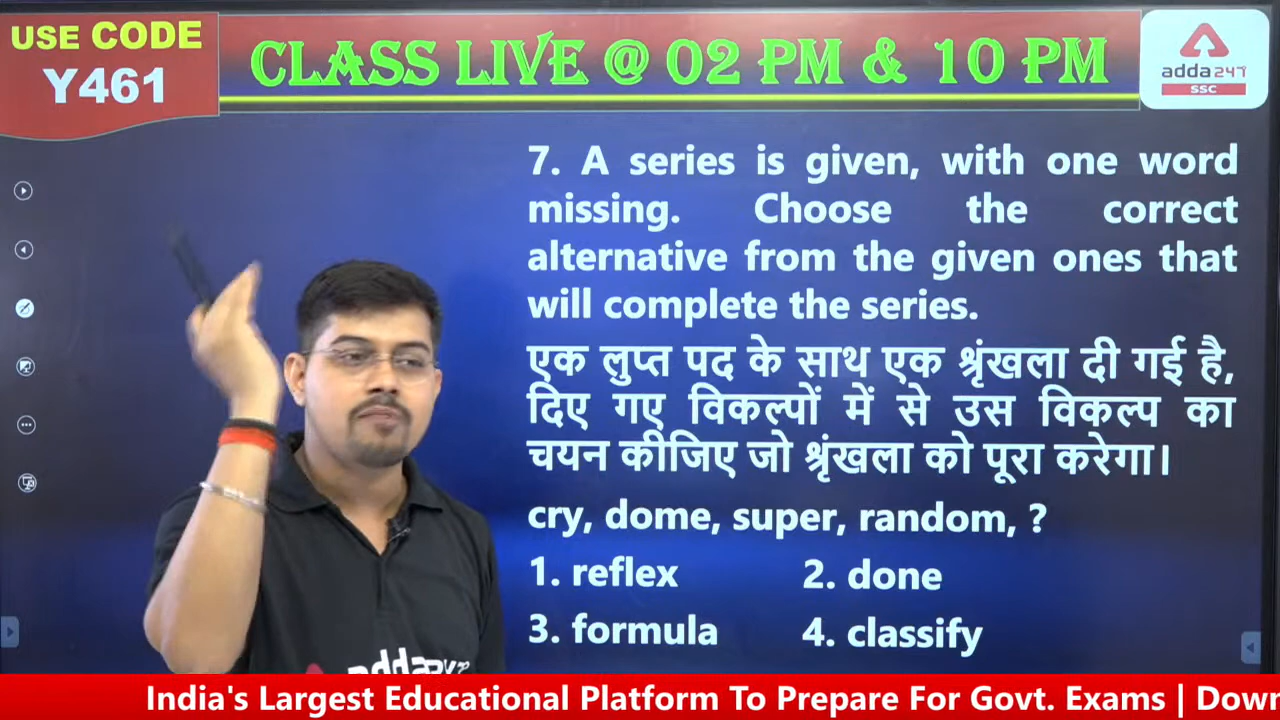 USE CODE
Y461
CLASS LIVE @ 02 PM & 10 PM
adda247
SSC
7. A series is given, with one word
missing. Choose the correct
alternative from the given ones that
will complete the series.
एक लुप्त पद के साथ एक श्रृंखला दी गई है,
दिए गए विकल्पों में से उस विकल्प का
चयन कीजिए जो श्रृंखला को पूरा करेगा।
cry, dome, super, random, ?
1. reflex 2. done
3. formula 4. classify
India's Largest Educational Platform To Prepare For Govt. Exams | Down